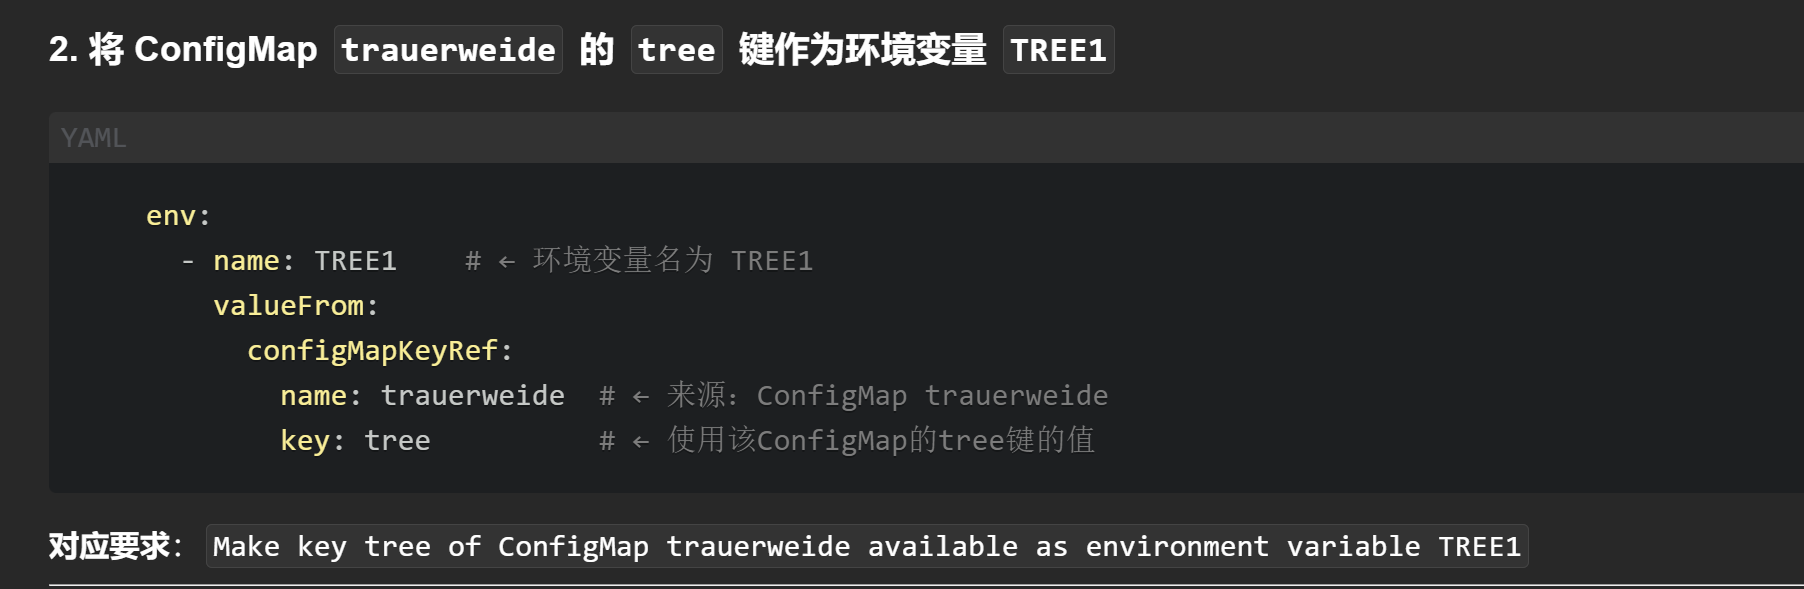 2. 将 ConfigMap trauerweide 的 tree 键作为环境变量 TREE1
YAML
env:
- name: TREE1 # ← 环境变量名为 TREE1
valueFrom:
configMapKeyRef:
name: trauerweide # ← 来源：ConfigMap trauerweide
key: tree # ← 使用该ConfigMap的tree键的值
对应要求： Make key tree of ConfigMap trauerweide available as environment variable TREE1